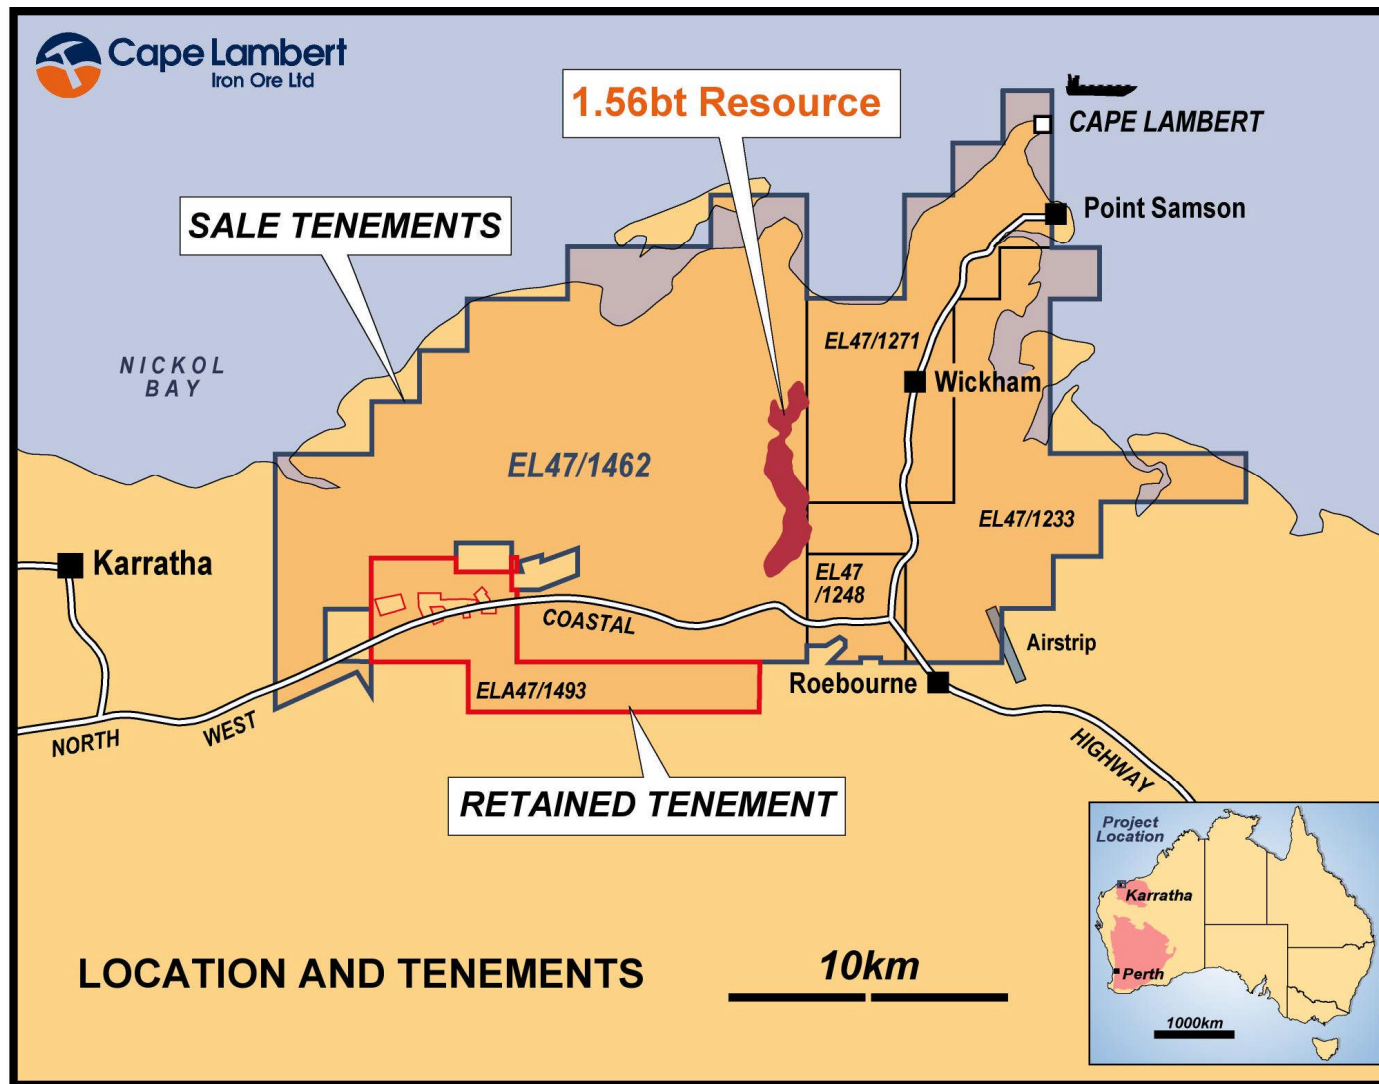 Cape Lambert
Iron Ore Ltd
1.56bt Resource
CAPE LAMBERT
SALE TENEMENTS
Point Samson
NICKOL
BAY
EL47/1271
Wickham
EL47/1462
EL47/1233
Karratha
EL47
/1248
COASTAL
Airstrip
Roebourne
ELA47/1493
NORTH
WEST
HIGHWAY
RETAINED TENEMENT
Project
Location
Karratha
Perth
1000km
LOCATION AND TENEMENTS
10km